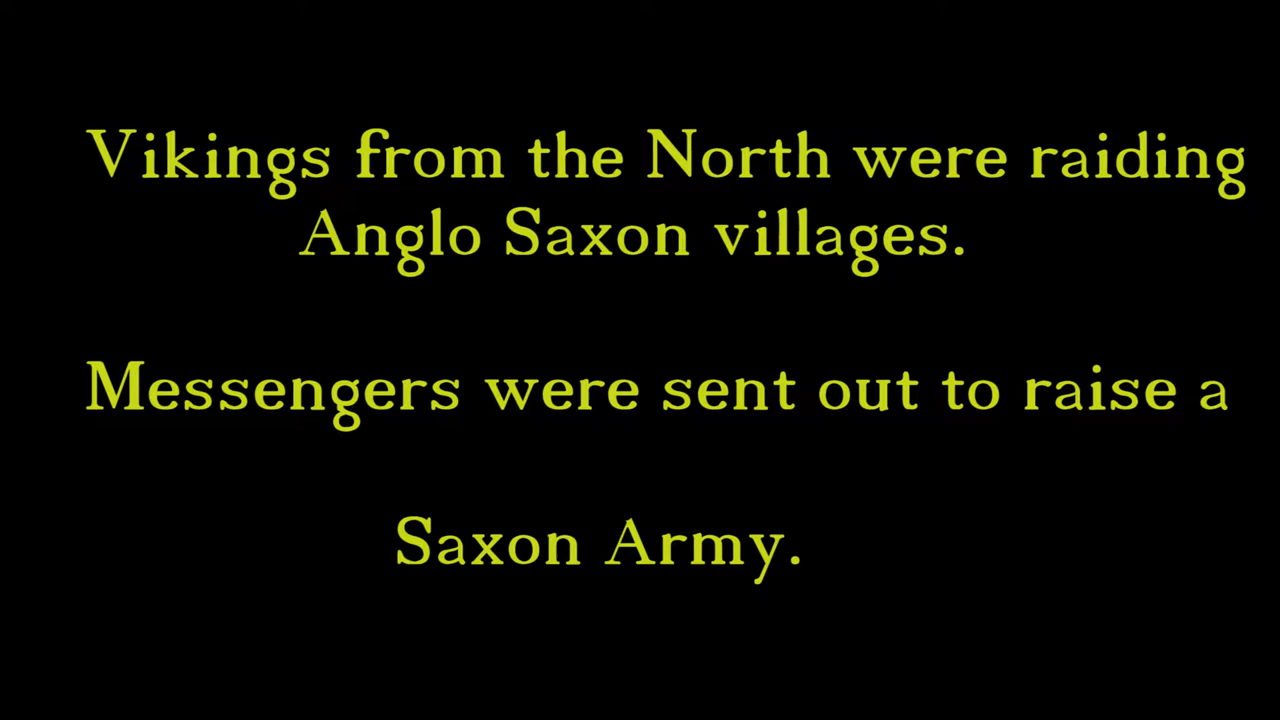 Vikings from the North were raiding
Anglo Saxon villages.
Messengers were sent out to raise a
Saxon Army.